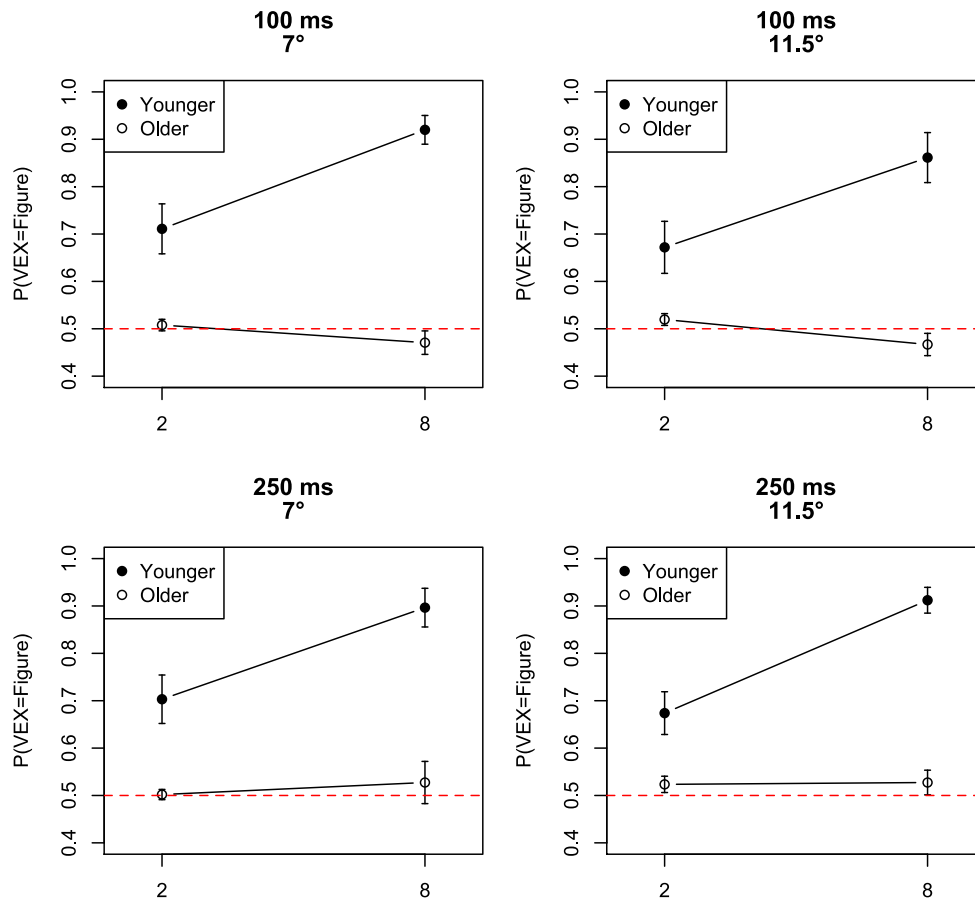 100 ms
7°
P(VEX=Figure)
1.0
0.9
0.8
0.7
0.6
0.5
0.4
Younger
Older
2 8
100 ms
11.5°
P(VEX=Figure)
1.0
0.9
0.8
0.7
0.6
0.5
0.4
Younger
Older
2 8
250 ms
7°
P(VEX=Figure)
1.0
0.9
0.8
0.7
0.6
0.5
0.4
Younger
Older
2 8
250 ms
11.5°
P(VEX=Figure)
1.0
0.9
0.8
0.7
0.6
0.5
0.4
Younger
Older
2 8